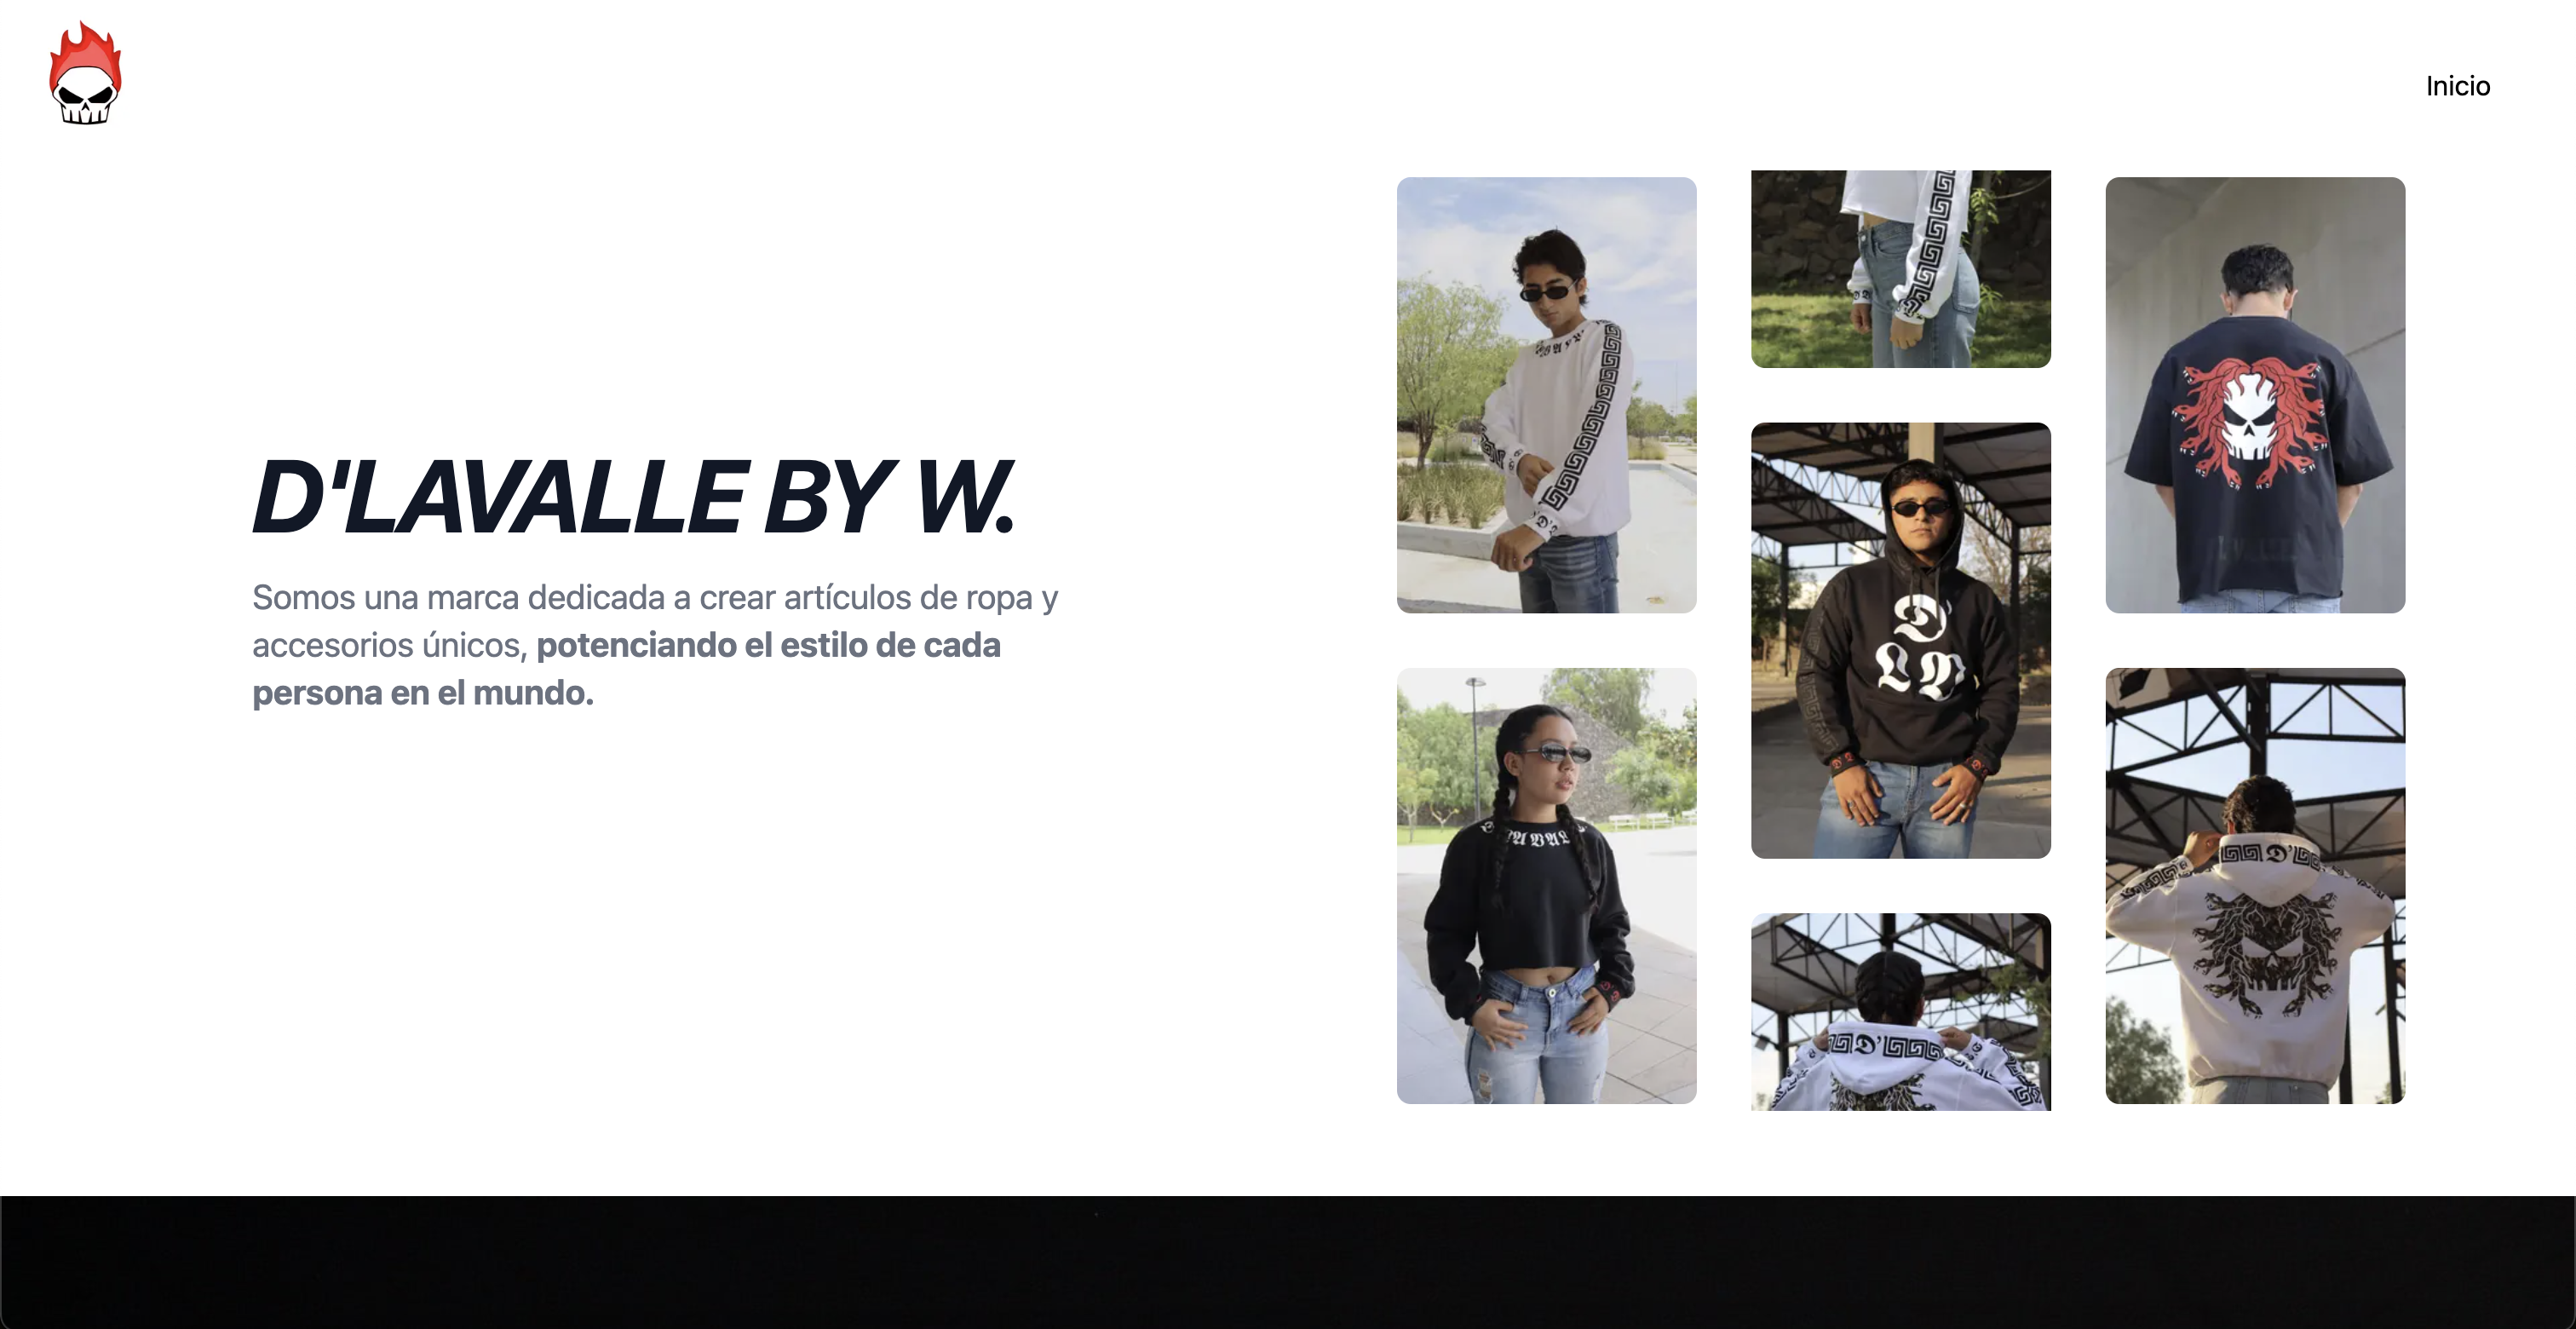 Inicio
D'LAVALLE BY W.
Somos una marca dedicada a crear artículos de ropa y
accesorios únicos, potenciando el estilo de cada
persona en el mundo.
D'
L V
D'
D'